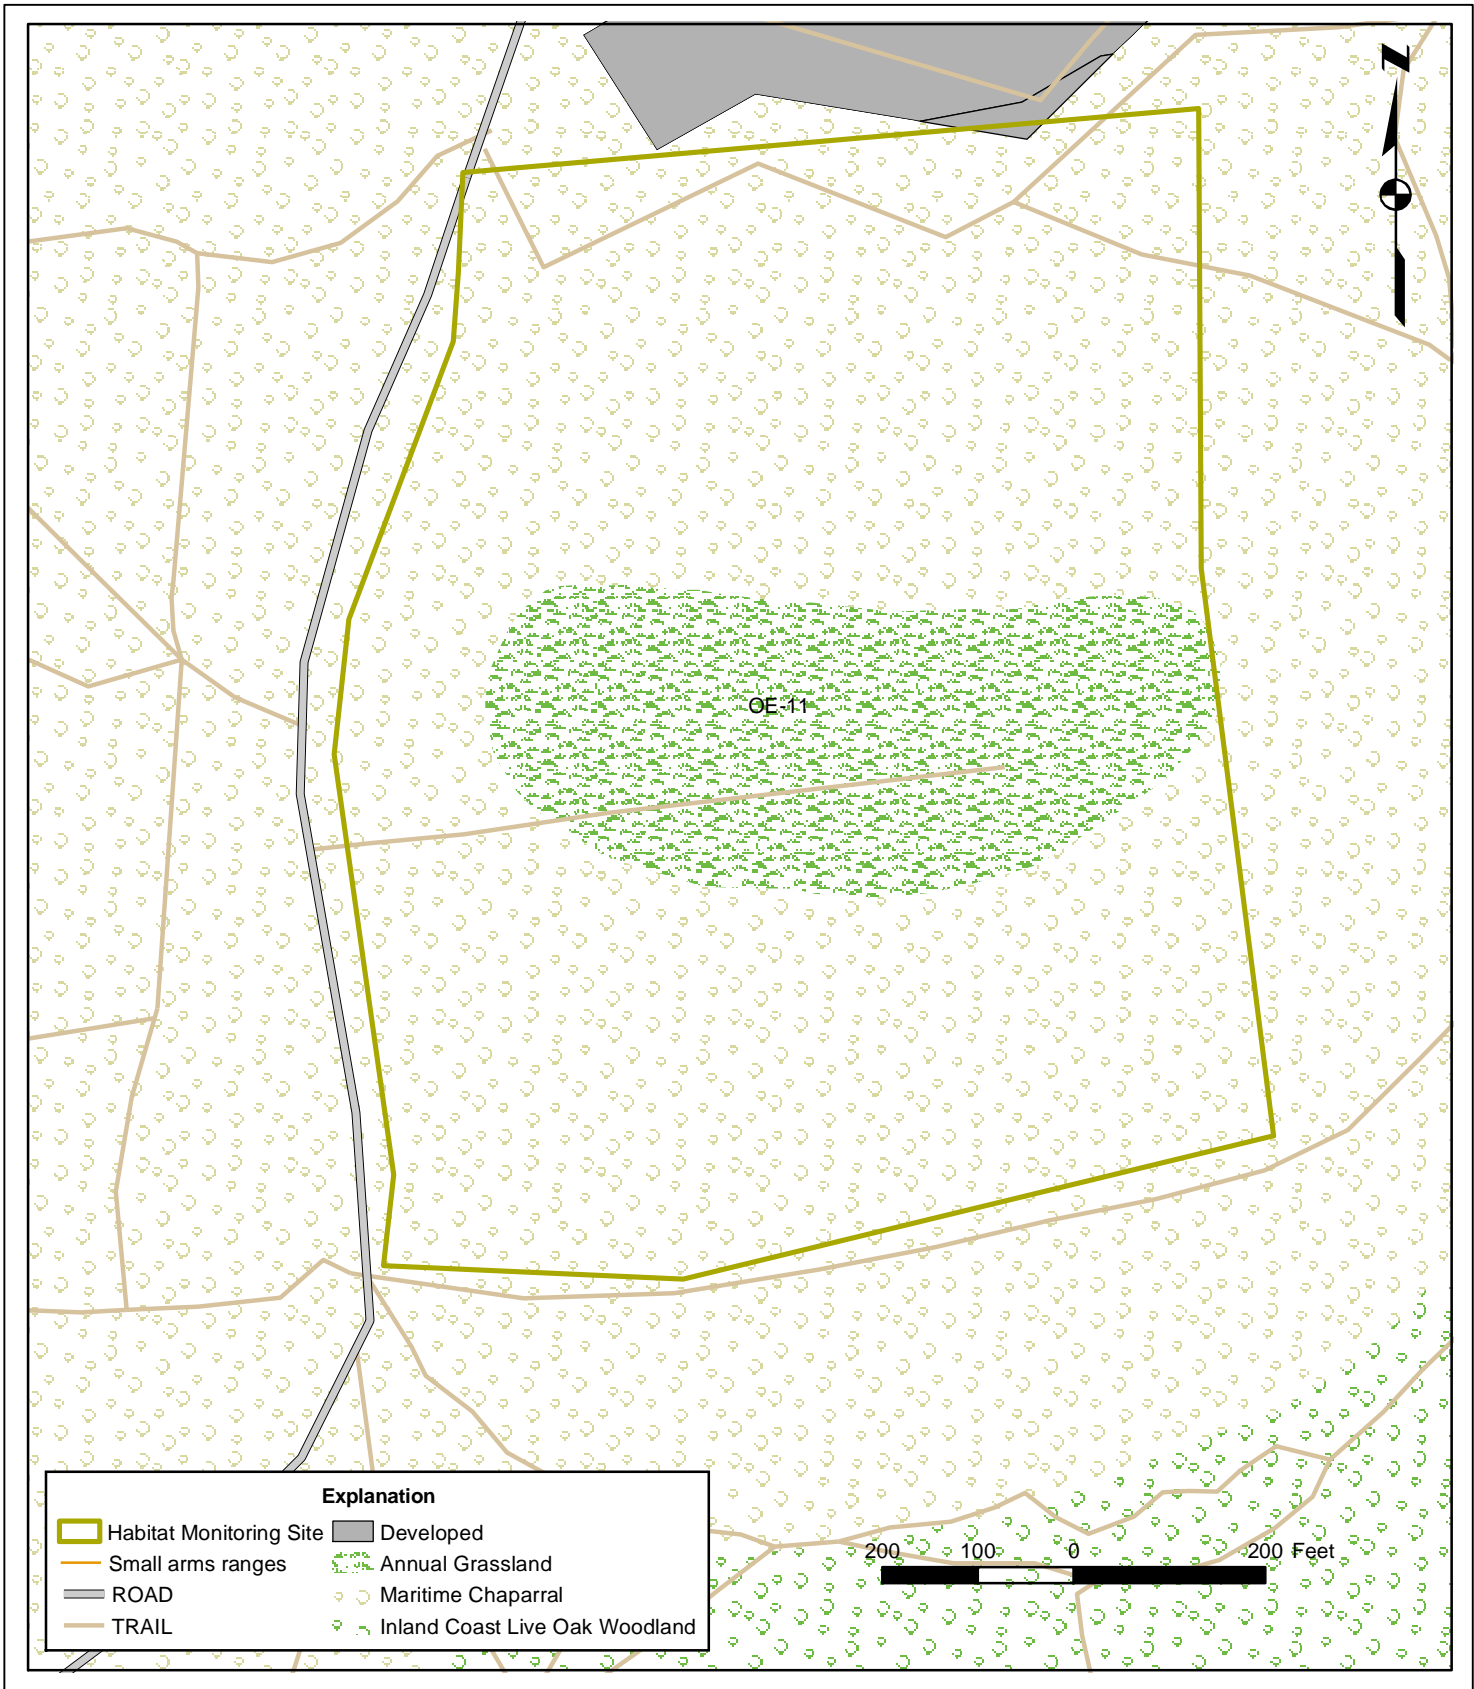 N
OE-11
Explanation
Habitat Monitoring Site Developed
Small arms ranges Annual Grassland
ROAD Maritime Chaparral
TRAIL Inland Coast Live Oak Woodland
200 100 0 200 Feet